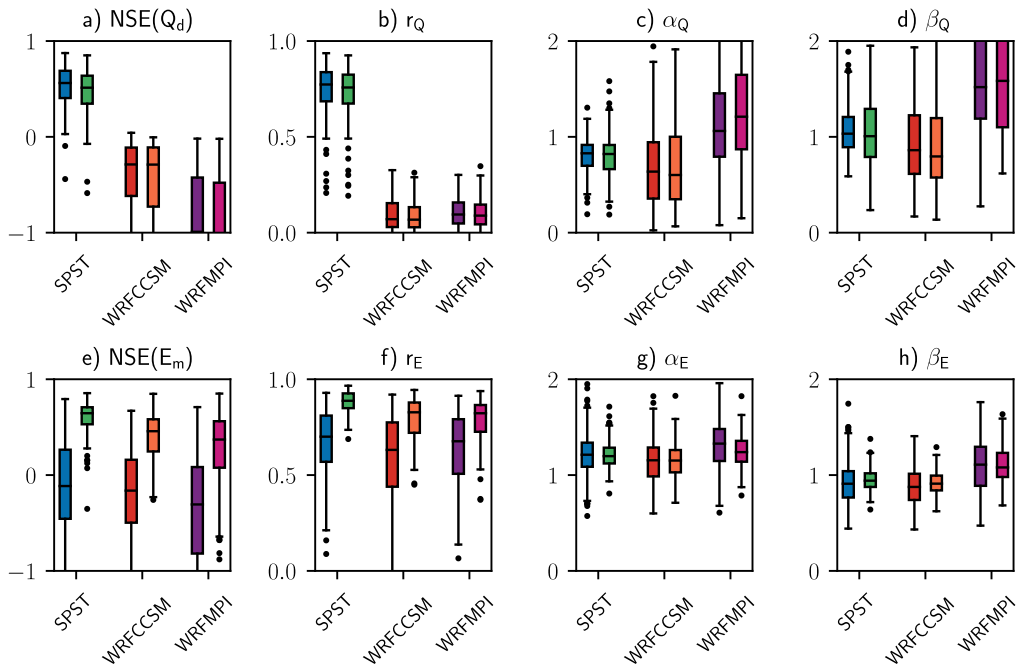 a) NSE(Q_d)
b) r_Q
c) α_Q
d) β_Q
1
0
−1
1.0
0.5
0.0
2
1
0
2
1
0
SPST
WRFCCSM
WRFMPI
SPST
WRFCCSM
WRFMPI
SPST
WRFCCSM
WRFMPI
SPST
WRFCCSM
WRFMPI
e) NSE(E_m)
f) r_E
g) α_E
h) β_E
1
0
−1
1.0
0.5
0.0
2
1
0
2
1
0
SPST
WRFCCSM
WRFMPI
SPST
WRFCCSM
WRFMPI
SPST
WRFCCSM
WRFMPI
SPST
WRFCCSM
WRFMPI